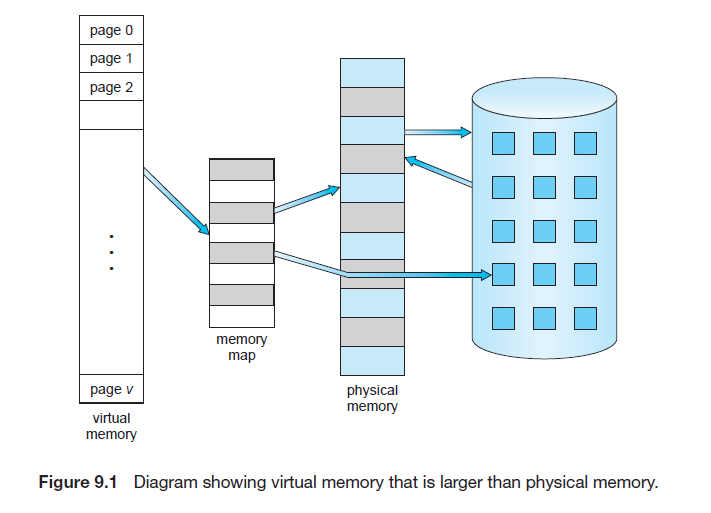 page 0
page 1
page 2
page v
virtual
memory
memory
map
physical
memory
Figure 9.1 Diagram showing virtual memory that is larger than physical memory.